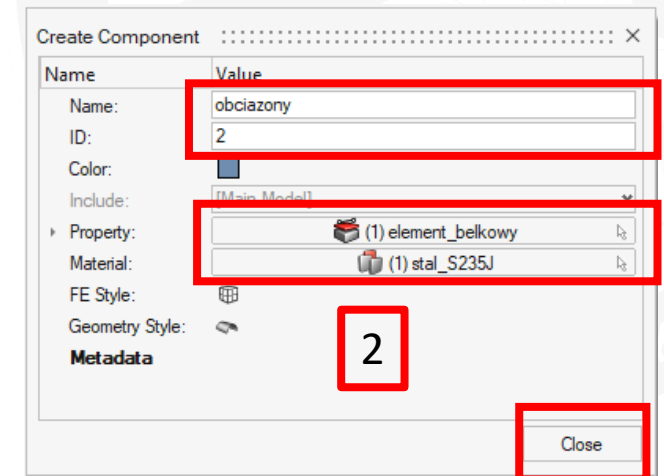 Create Component
Name Value
Name: obciazony
ID: 2
Color:
Include: [Main Model]
Property: (1) element_belkowy
Material: (1) stal_S235J
FE Style:
Geometry Style:
Metadata
2
Close